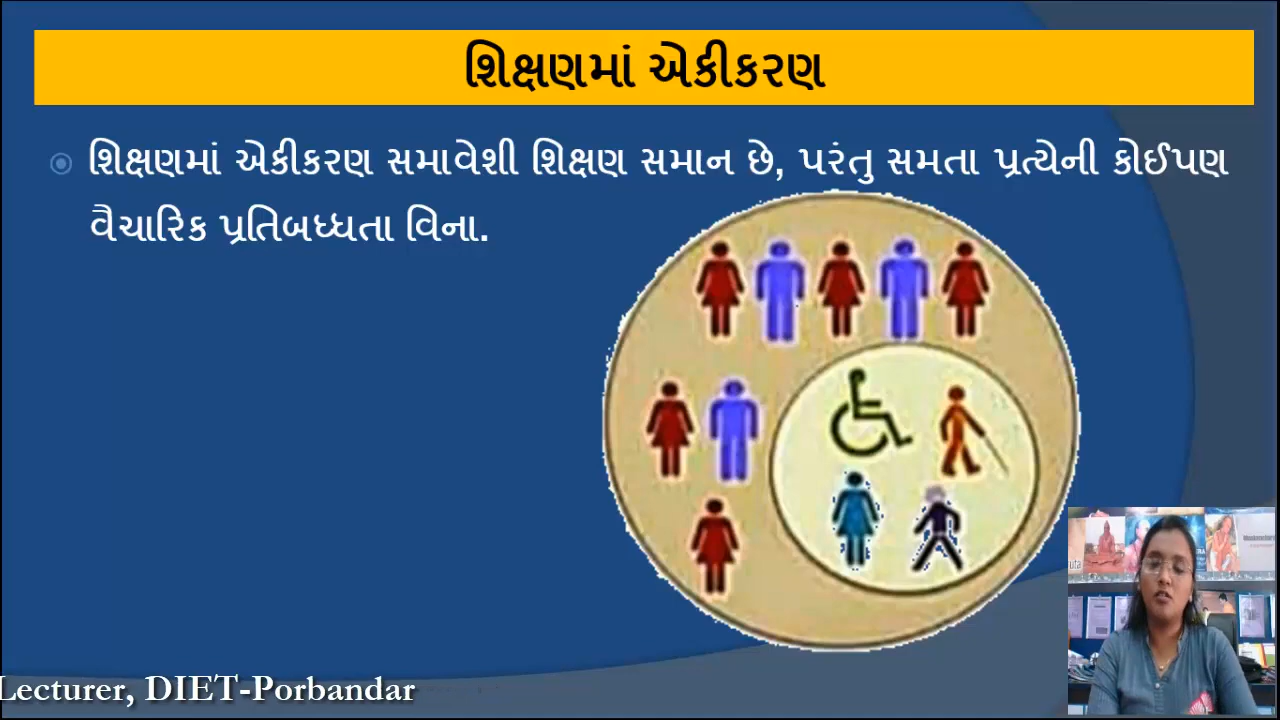 શિક્ષણમાં એકીકરણ
શિક્ષણમાં એકીકરણ સમાવેશી શિક્ષણ સમાન છે, પરંતુ સમતા પ્રત્યેની કોઈપણ
વૈચારિક પ્રતિબધ્ધતા વિના.
Lecturer, DIET-Porbandar